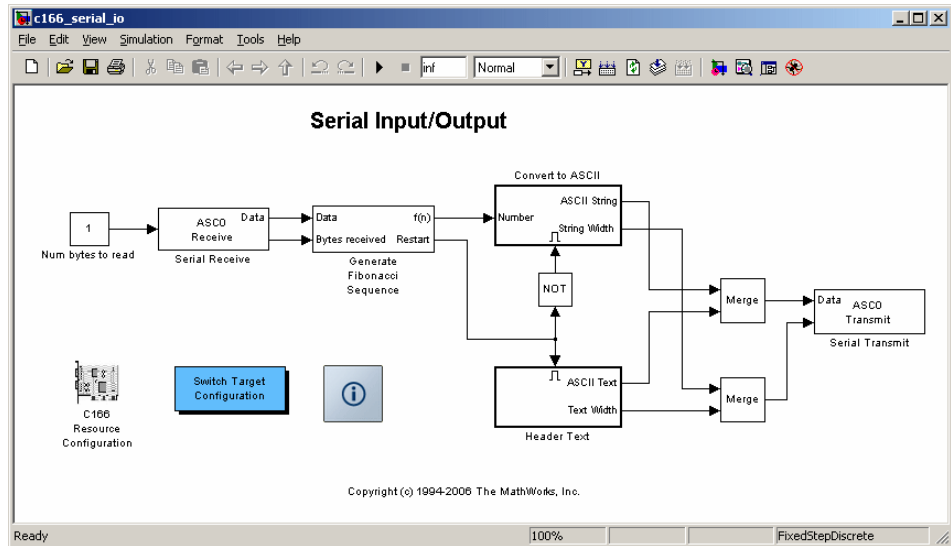 c166_serial_io
File Edit View Simulation Format Tools Help
inf Normal
Serial Input/Output
Convert to ASCII
ASCII String
Number
String Width
1
Num bytes to read
ASC0
Receive
Data
Serial Receive
Data
f(n)
Bytes received
Restart
Generate
Fibonacci
Sequence
NOT
Merge
Data
ASC0
Transmit
Serial Transmit
ASCII Text
Text Width
Header Text
Merge
C166
Resource
Configuration
Switch Target
Configuration
i
Copyright (c) 1994-2006 The MathWorks, Inc.
Ready 100% FixedStepDiscrete